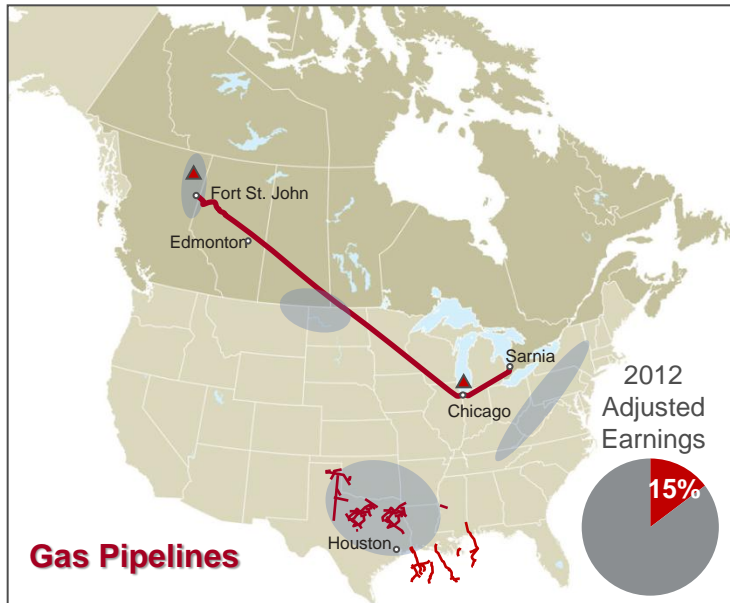 Fort St. John
Edmonton
Sarnia
Chicago
2012
Adjusted
Earnings
15%
Houston
Gas Pipelines